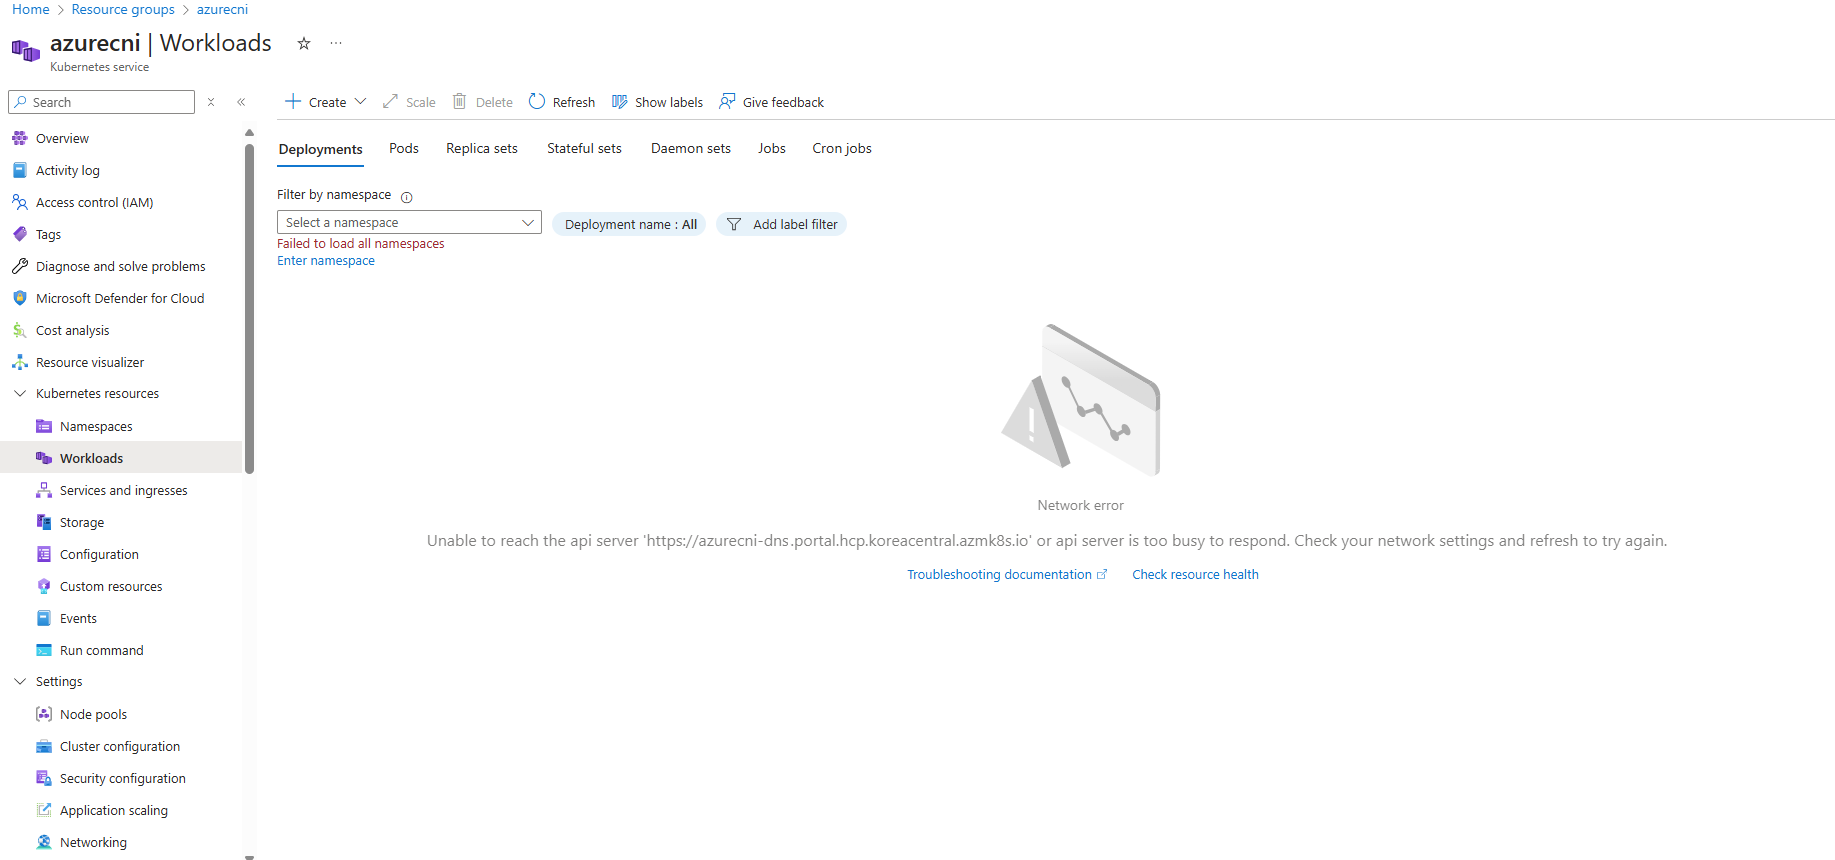 Home > Resource groups > azurecni
azurecni | Workloads
Kubernetes service
Search
Overview
Activity log
Access control (IAM)
Tags
Diagnose and solve problems
Microsoft Defender for Cloud
Cost analysis
Resource visualizer
Kubernetes resources
Namespaces
Workloads
Services and ingresses
Storage
Configuration
Custom resources
Events
Run command
Settings
Node pools
Cluster configuration
Security configuration
Application scaling
Networking
Create Scale Delete Refresh Show labels Give feedback
Deployments Pods Replica sets Stateful sets Daemon sets Jobs Cron jobs
Filter by namespace
Select a namespace Deployment name : All Add label filter
Failed to load all namespaces
Enter namespace
Network error
Unable to reach the api server 'https://azurecni-dns.portal.hcp.koreacentral.azmk8s.io' or api server is too busy to respond. Check your network settings and refresh to try again.
Troubleshooting documentation Check resource health